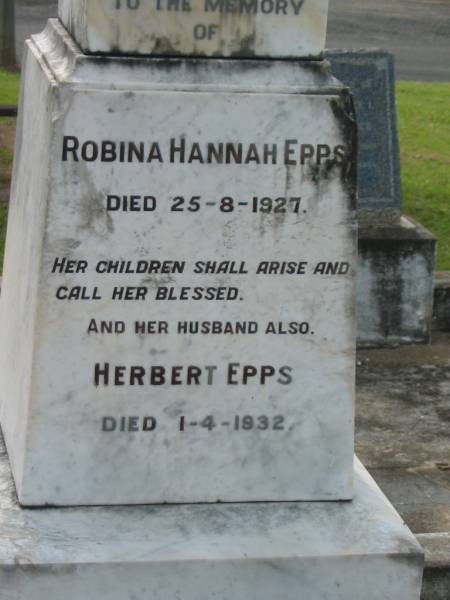 TO THE MEMORY
OF
ROBINA HANNAH EPPS
DIED 25-8-1927.
HER CHILDREN SHALL ARISE AND
CALL HER BLESSED.
AND HER HUSBAND ALSO.
HERBERT EPPS
DIED 1-4-1932.